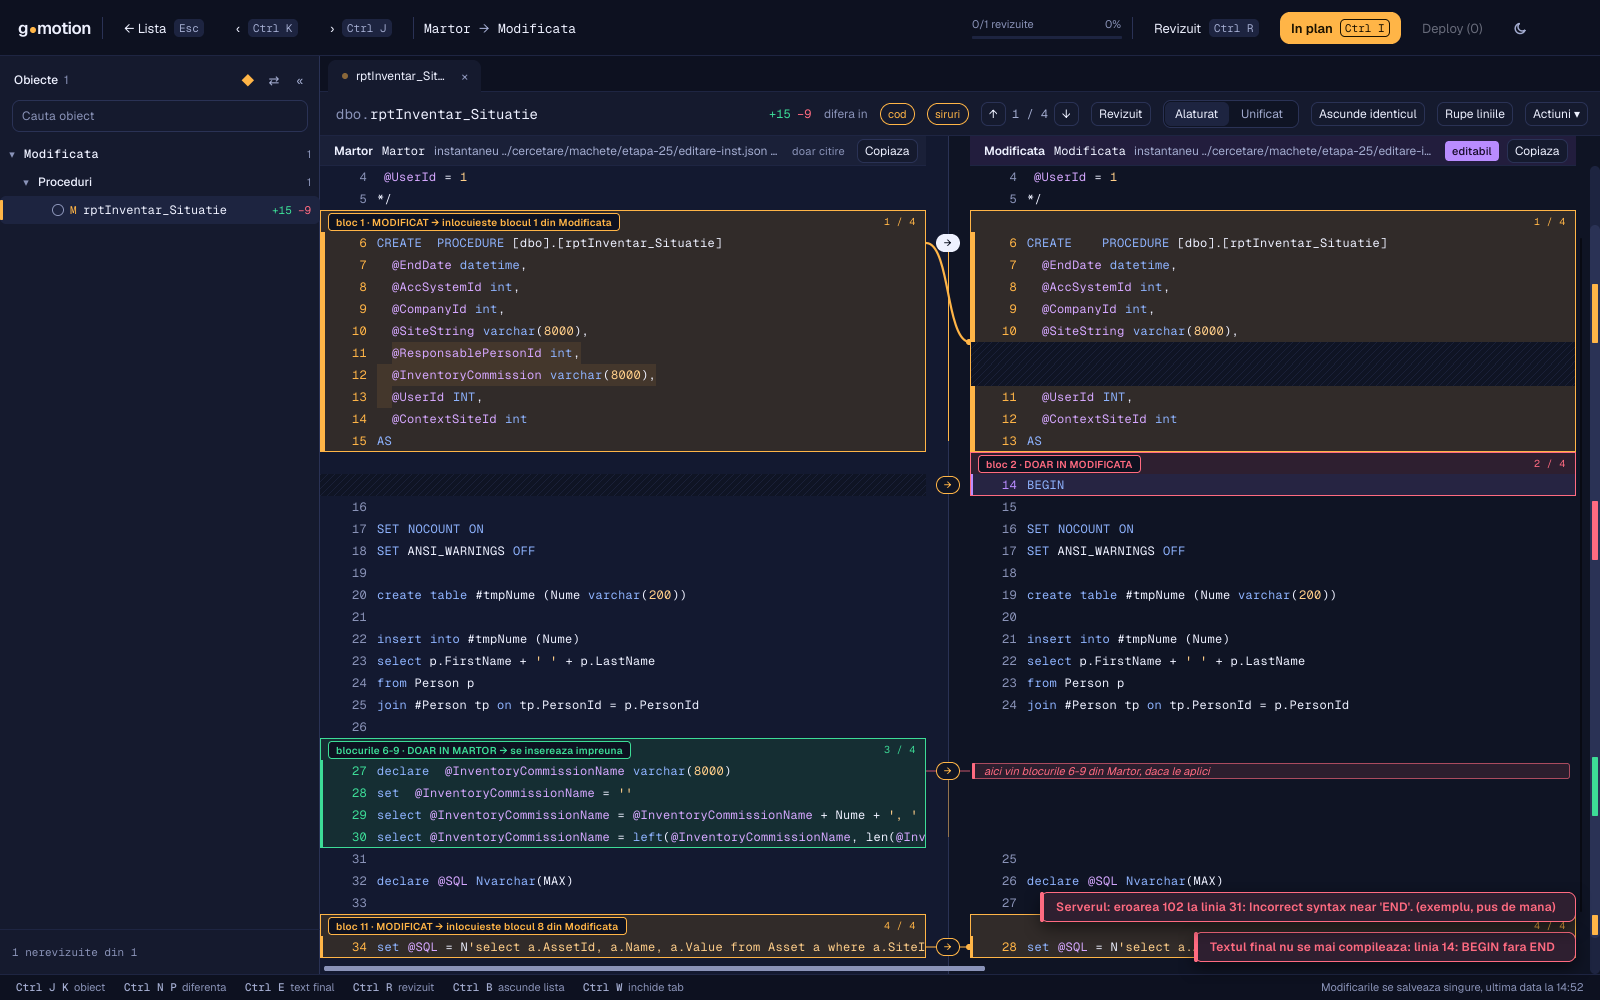 g•motion
← Lista Esc ‹ Ctrl K › Ctrl J Martor → Modificata
0/1 revizuite 0% Revizuit Ctrl R In plan Ctrl I Deploy (0)
Obiecte 1 ⇄ «
Cauta obiect
▾ Modificata 1
▾ Proceduri 1
M rptInventar_Situatie +15 −9
1 nerevizuite din 1
rptInventar_Sit… ×
dbo.rptInventar_Situatie +15 −9 difera in cod siruri ↑ 1 / 4 ↓ Revizuit Alaturat Unificat Ascunde identicul Rupe liniile Actiuni ▾
Martor Martor instantaneu ../cercetare/machete/etapa-25/editare-inst.json … doar citire Copiaza
4 @UserId = 1
5 */
bloc 1 · MODIFICAT → inlocuieste blocul 1 din Modificata 1 / 4
6 CREATE  PROCEDURE [dbo].[rptInventar_Situatie]
7 @EndDate datetime,
8 @AccSystemId int,
9 @CompanyId int,
10 @SiteString varchar(8000),
11 @ResponsablePersonId int,
12 @InventoryCommission varchar(8000),
13 @UserId INT,
14 @ContextSiteId int
15 AS
16
17 SET NOCOUNT ON
18 SET ANSI_WARNINGS OFF
19
20 create table #tmpNume (Nume varchar(200))
21
22 insert into #tmpNume (Nume)
23 select p.FirstName + ' ' + p.LastName
24 from Person p
25 join #Person tp on tp.PersonId = p.PersonId
26
blocurile 6-9 · DOAR IN MARTOR → se insereaza impreuna 3 / 4
27 declare  @InventoryCommissionName varchar(8000)
28 set  @InventoryCommissionName = ''
29 select @InventoryCommissionName = @InventoryCommissionName + Nume + ', '
30 select @InventoryCommissionName = left(@InventoryCommissionName, len(@Inv
31
32 declare @SQL Nvarchar(MAX)
33
bloc 11 · MODIFICAT → inlocuieste blocul 8 din Modificata 4 / 4
34 set @SQL = N'select a.AssetId, a.Name, a.Value from Asset a where a.SiteI
→
→
→
→
Modificata Modificata instantaneu ../cercetare/machete/etapa-25/editare-i… editabil Copiaza
4 @UserId = 1
5 */
1 / 4
6 CREATE    PROCEDURE [dbo].[rptInventar_Situatie]
7 @EndDate datetime,
8 @AccSystemId int,
9 @CompanyId int,
10 @SiteString varchar(8000),
11 @UserId INT,
12 @ContextSiteId int
13 AS
bloc 2 · DOAR IN MODIFICATA 2 / 4
14 BEGIN
15
16 SET NOCOUNT ON
17 SET ANSI_WARNINGS OFF
18
19 create table #tmpNume (Nume varchar(200))
20
21 insert into #tmpNume (Nume)
22 select p.FirstName + ' ' + p.LastName
23 from Person p
24 join #Person tp on tp.PersonId = p.PersonId
aici vin blocurile 6-9 din Martor, daca le aplici
25
26 declare @SQL Nvarchar(MAX)
27
4 / 4
28 set @SQL = N'select a.
Serverul: eroarea 102 la linia 31: Incorrect syntax near 'END'. (exemplu, pus de mana)
Textul final nu se mai compileaza: linia 14: BEGIN fara END
Ctrl J K obiect Ctrl N P diferenta Ctrl E text final Ctrl R revizuit Ctrl B ascunde lista Ctrl W inchide tab
Modificarile se salveaza singure, ultima data la 14:52